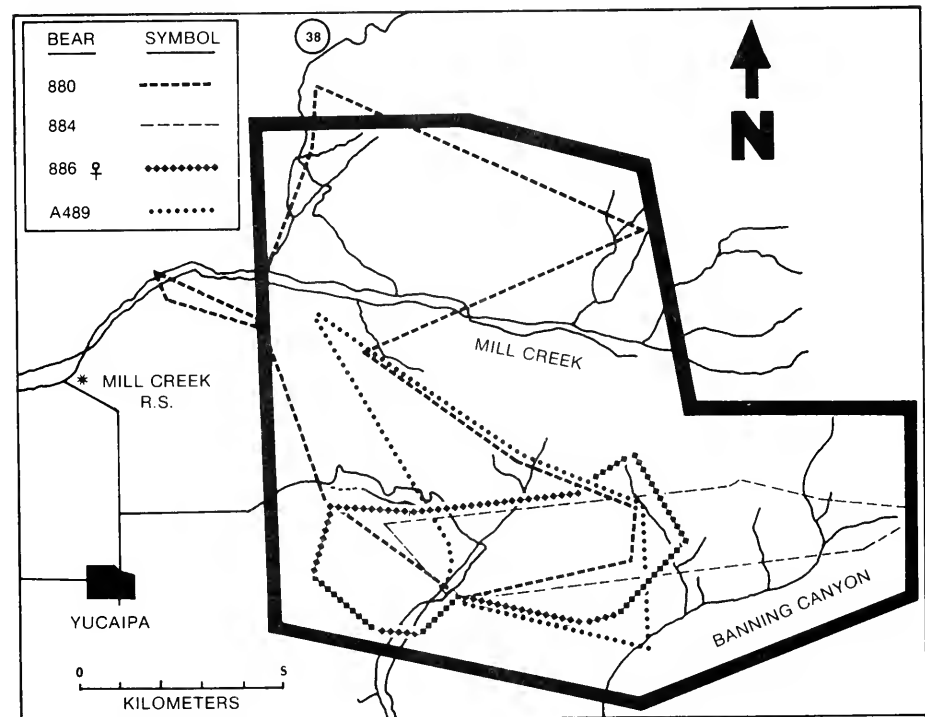 BEAR SYMBOL
880
884
886 ♀
A489
38
N
MILL CREEK
MILL CREEK
R.S.
BANNING CANYON
YUCAIPA
0 5
KILOMETERS